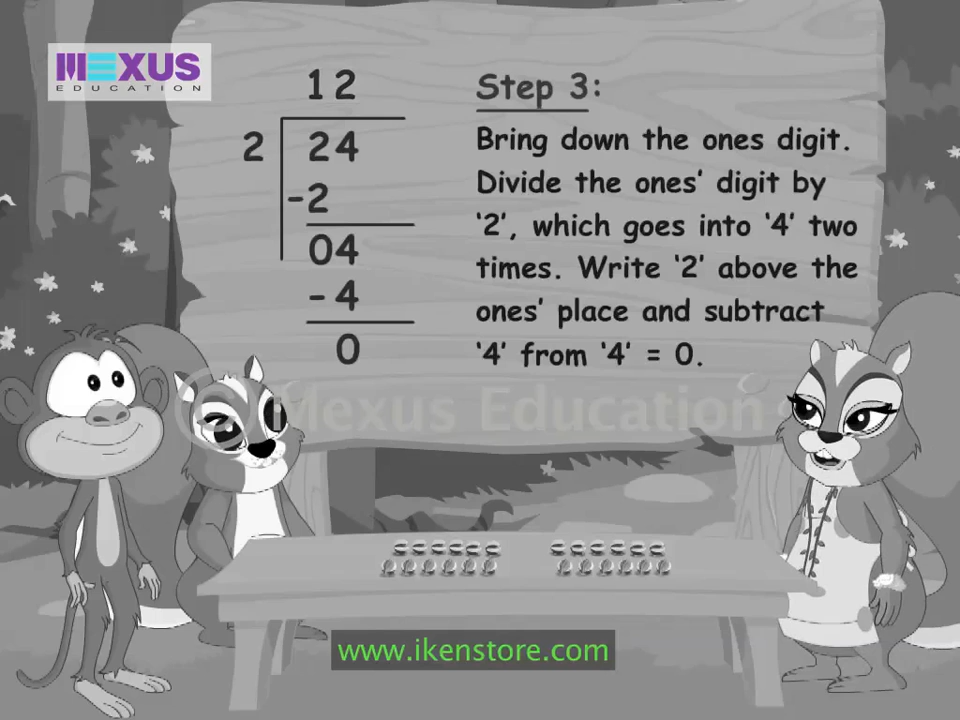 MEXUS
EDUCATION
12
2 24
-2
04
-4
0
Step 3:
Bring down the ones digit.
Divide the ones’ digit by
‘2’, which goes into ‘4’ two
times. Write ‘2’ above the
ones’ place and subtract
‘4’ from ‘4’ = 0.
© Mexus Education
www.ikenstore.com